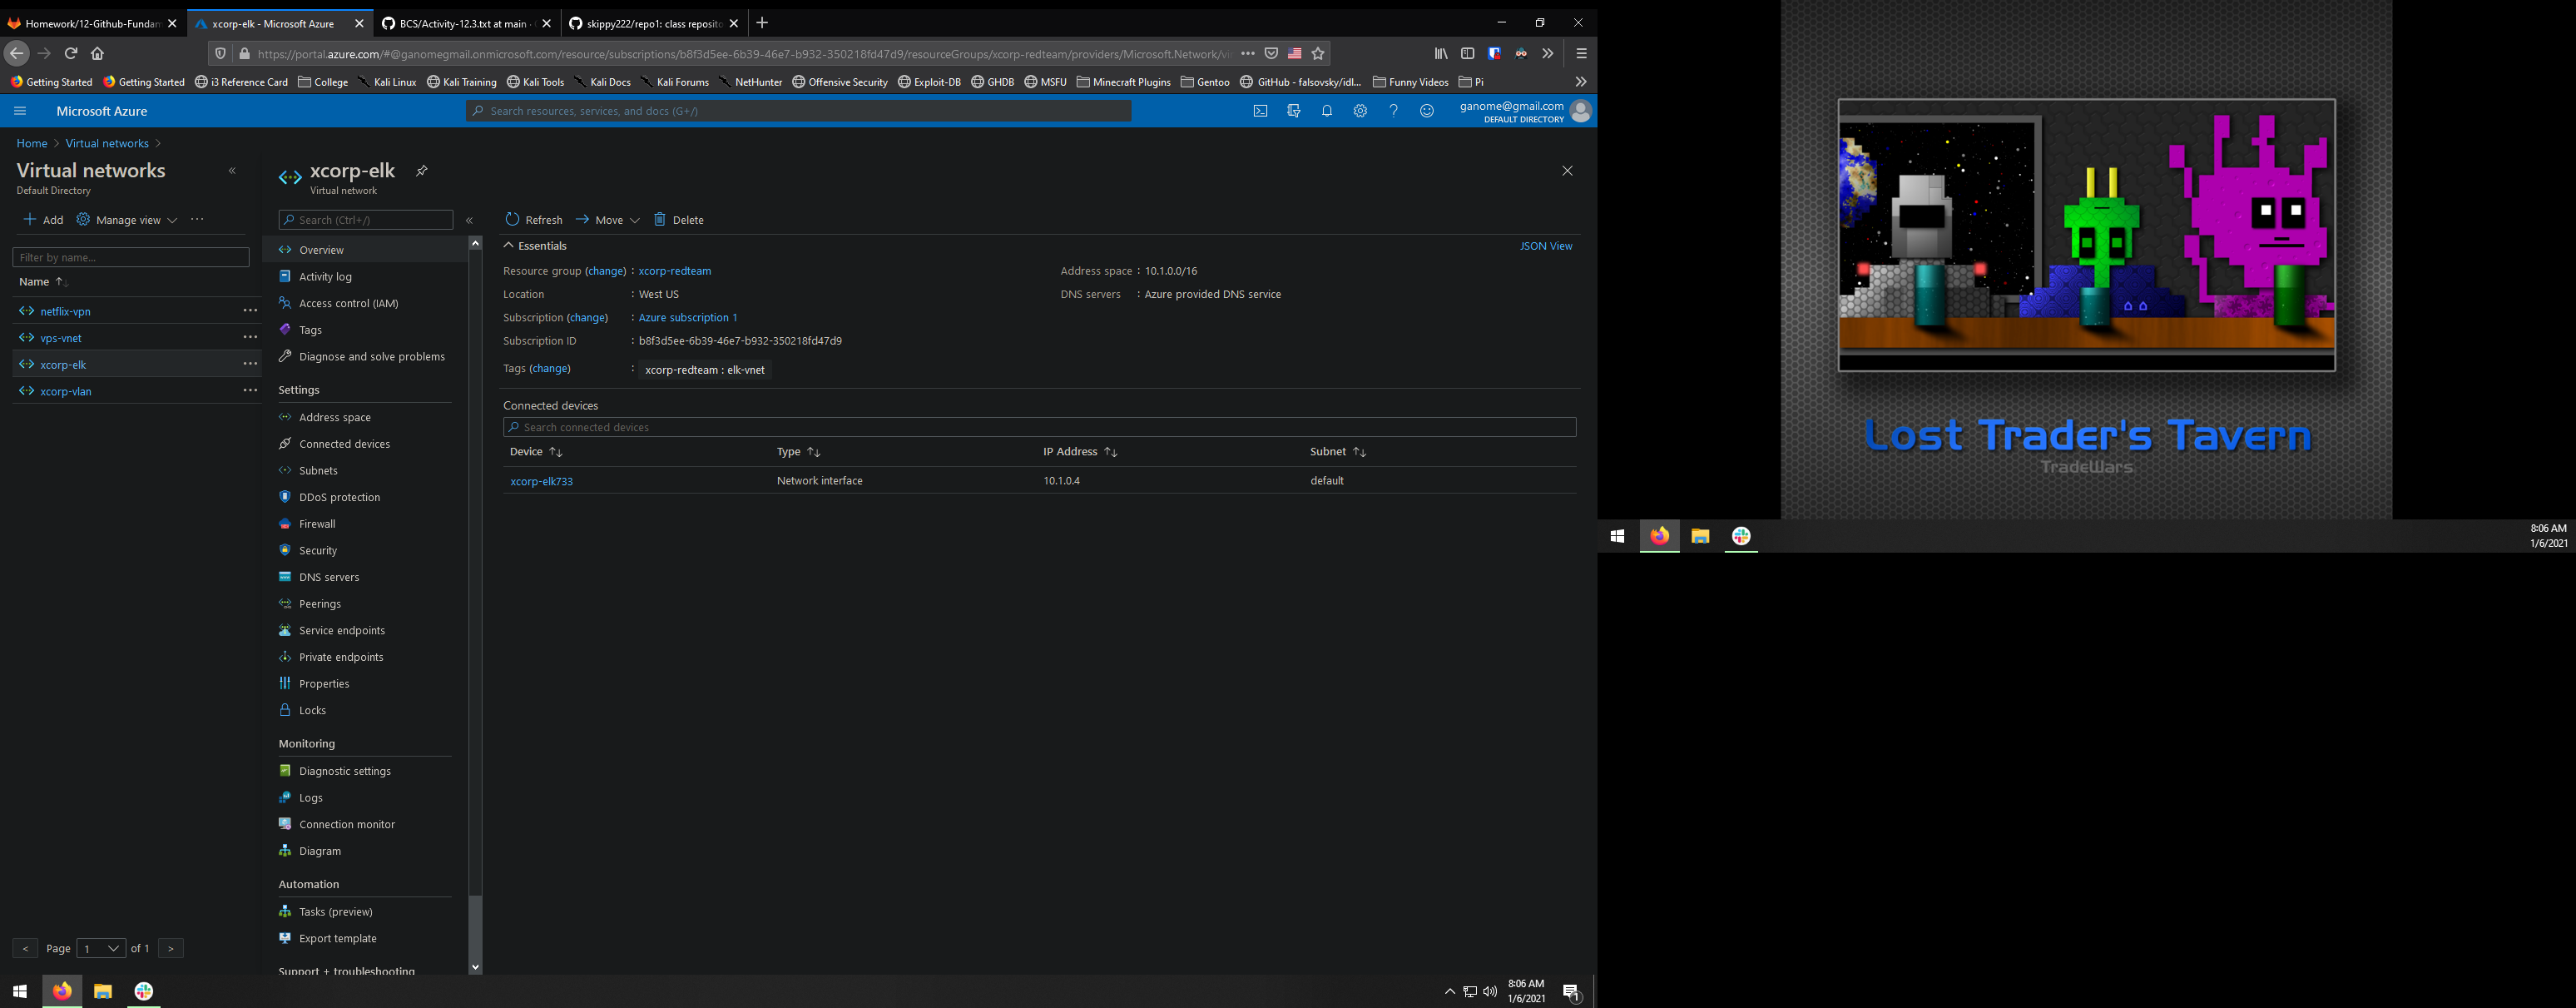 Homework/12-Github-Fundam
xcorp-elk - Microsoft Azure
BCS/Activity-12.3.txt at main ·
skippy222/repo1: class reposito
https://portal.azure.com/#@ganomegmail.onmicrosoft.com/resource/subscriptions/b8f3d5ee-6b39-46e7-b932-350218fd47d9/resourceGroups/xcorp-redteam/providers/Microsoft.Network/vi
Getting Started Getting Started i3 Reference Card College Kali Linux Kali Training Kali Tools Kali Docs Kali Forums NetHunter Offensive Security Exploit-DB GHDB MSFU Minecraft Plugins Gentoo GitHub - falsovsky/idl... Funny Videos Pi
Microsoft Azure
Search resources, services, and docs (G+/)
ganome@gmail.com
DEFAULT DIRECTORY
Home > Virtual networks >
Virtual networks
Default Directory
Add Manage view ...
Filter by name...
Name
netflix-vpn
vps-vnet
xcorp-elk
xcorp-vlan
< Page 1 of 1 >
xcorp-elk
Virtual network
Search (Ctrl+/)
Overview
Activity log
Access control (IAM)
Tags
Diagnose and solve problems
Settings
Address space
Connected devices
Subnets
DDoS protection
Firewall
Security
DNS servers
Peerings
Service endpoints
Private endpoints
Properties
Locks
Monitoring
Diagnostic settings
Logs
Connection monitor
Diagram
Automation
Tasks (preview)
Export template
Support + troubleshooting
Refresh Move Delete
Essentials
JSON View
Resource group (change) : xcorp-redteam
Location : West US
Subscription (change) : Azure subscription 1
Subscription ID : b8f3d5ee-6b39-46e7-b932-350218fd47d9
Tags (change) : xcorp-redteam : elk-vnet
Address space : 10.1.0.0/16
DNS servers : Azure provided DNS service
Connected devices
Search connected devices
Device Type IP Address Subnet
xcorp-elk733 Network interface 10.1.0.4 default
8:06 AM
1/6/2021
1
Lost Trader's Tavern
TradeWars
8:06 AM
1/6/2021